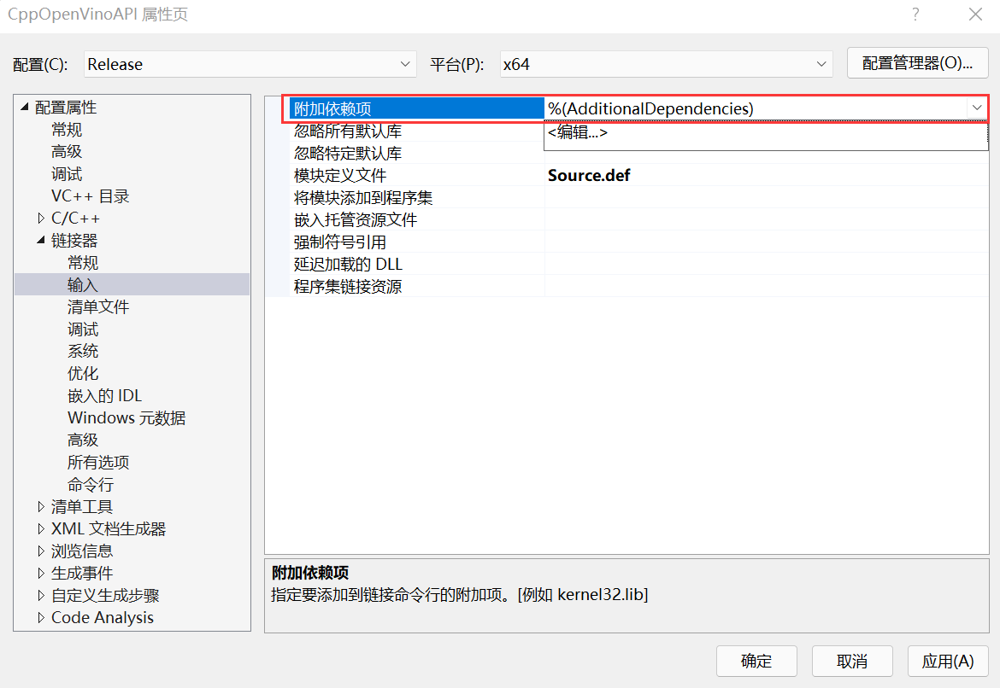 CppOpenVinoAPI 属性页
配置(C): Release 平台(P): x64 配置管理器(O)...
配置属性
常规
高级
调试
VC++ 目录
C/C++
链接器
常规
输入
清单文件
调试
系统
优化
嵌入的 IDL
Windows 元数据
高级
所有选项
命令行
清单工具
XML 文档生成器
浏览信息
生成事件
自定义生成步骤
Code Analysis
附加依赖项 %(AdditionalDependencies)
忽略所有默认库 <编辑...>
忽略特定默认库
模块定义文件 Source.def
将模块添加到程序集
嵌入托管资源文件
强制符号引用
延迟加载的 DLL
程序集链接资源
附加依赖项
指定要添加到链接命令行的附加项。[例如 kernel32.lib]
确定 取消 应用(A)